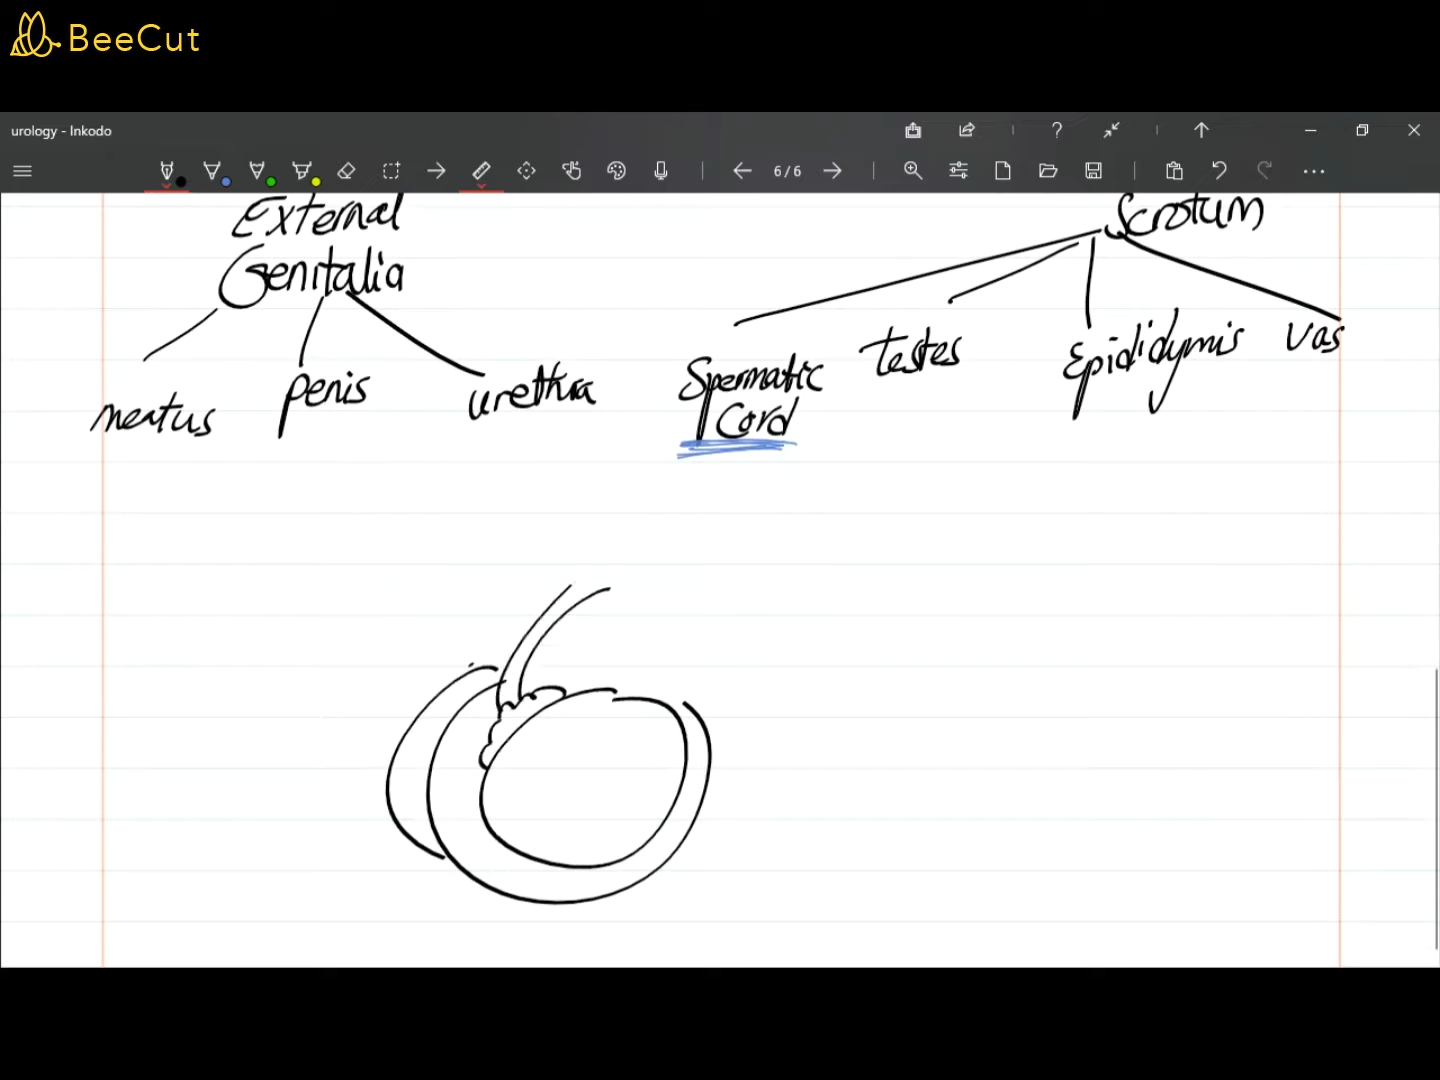 BeeCut
urology - Inkodo
?
6/6
External
Genitalia
Scrotum
meatus
penis
urethra
Spermatic
Cord
testes
Epididymis
Vas